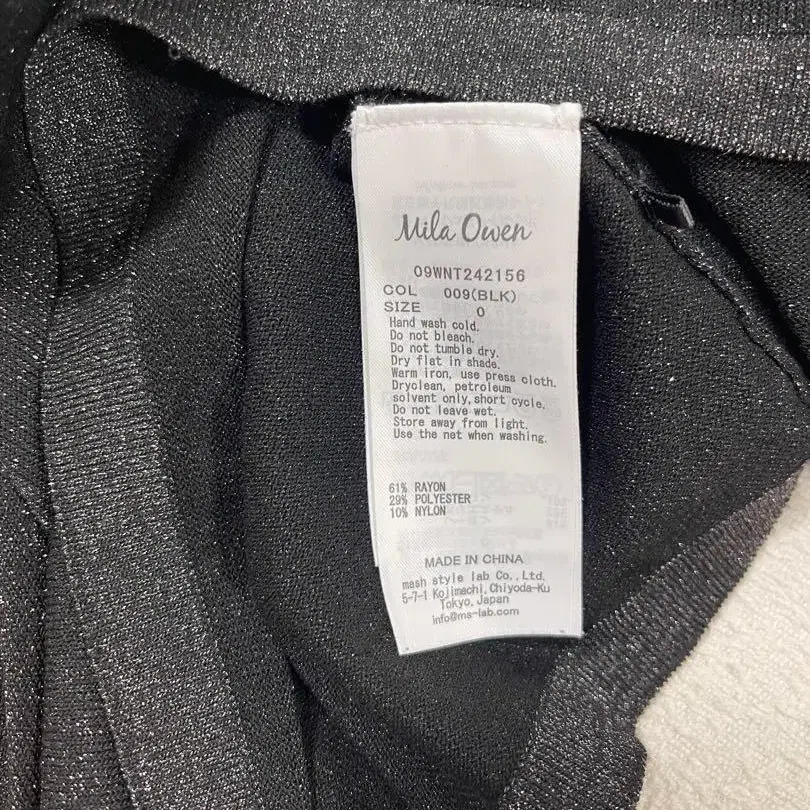 Mila Owen
09WNT242156
COL 009(BLK)
SIZE 0
Hand wash cold.
Do not bleach.
Do not tumble dry.
Dry flat in shade.
Warm iron, use press cloth.
Dryclean, petroleum
solvent only, short cycle.
Do not leave wet.
Store away from light.
Use the net when washing.
61% RAYON
29% POLYESTER
10% NYLON
MADE IN CHINA
mash style lab Co., Ltd.
5-7-1 Kojimachi, Chiyoda-Ku
Tokyo, Japan
info@ms-lab.com